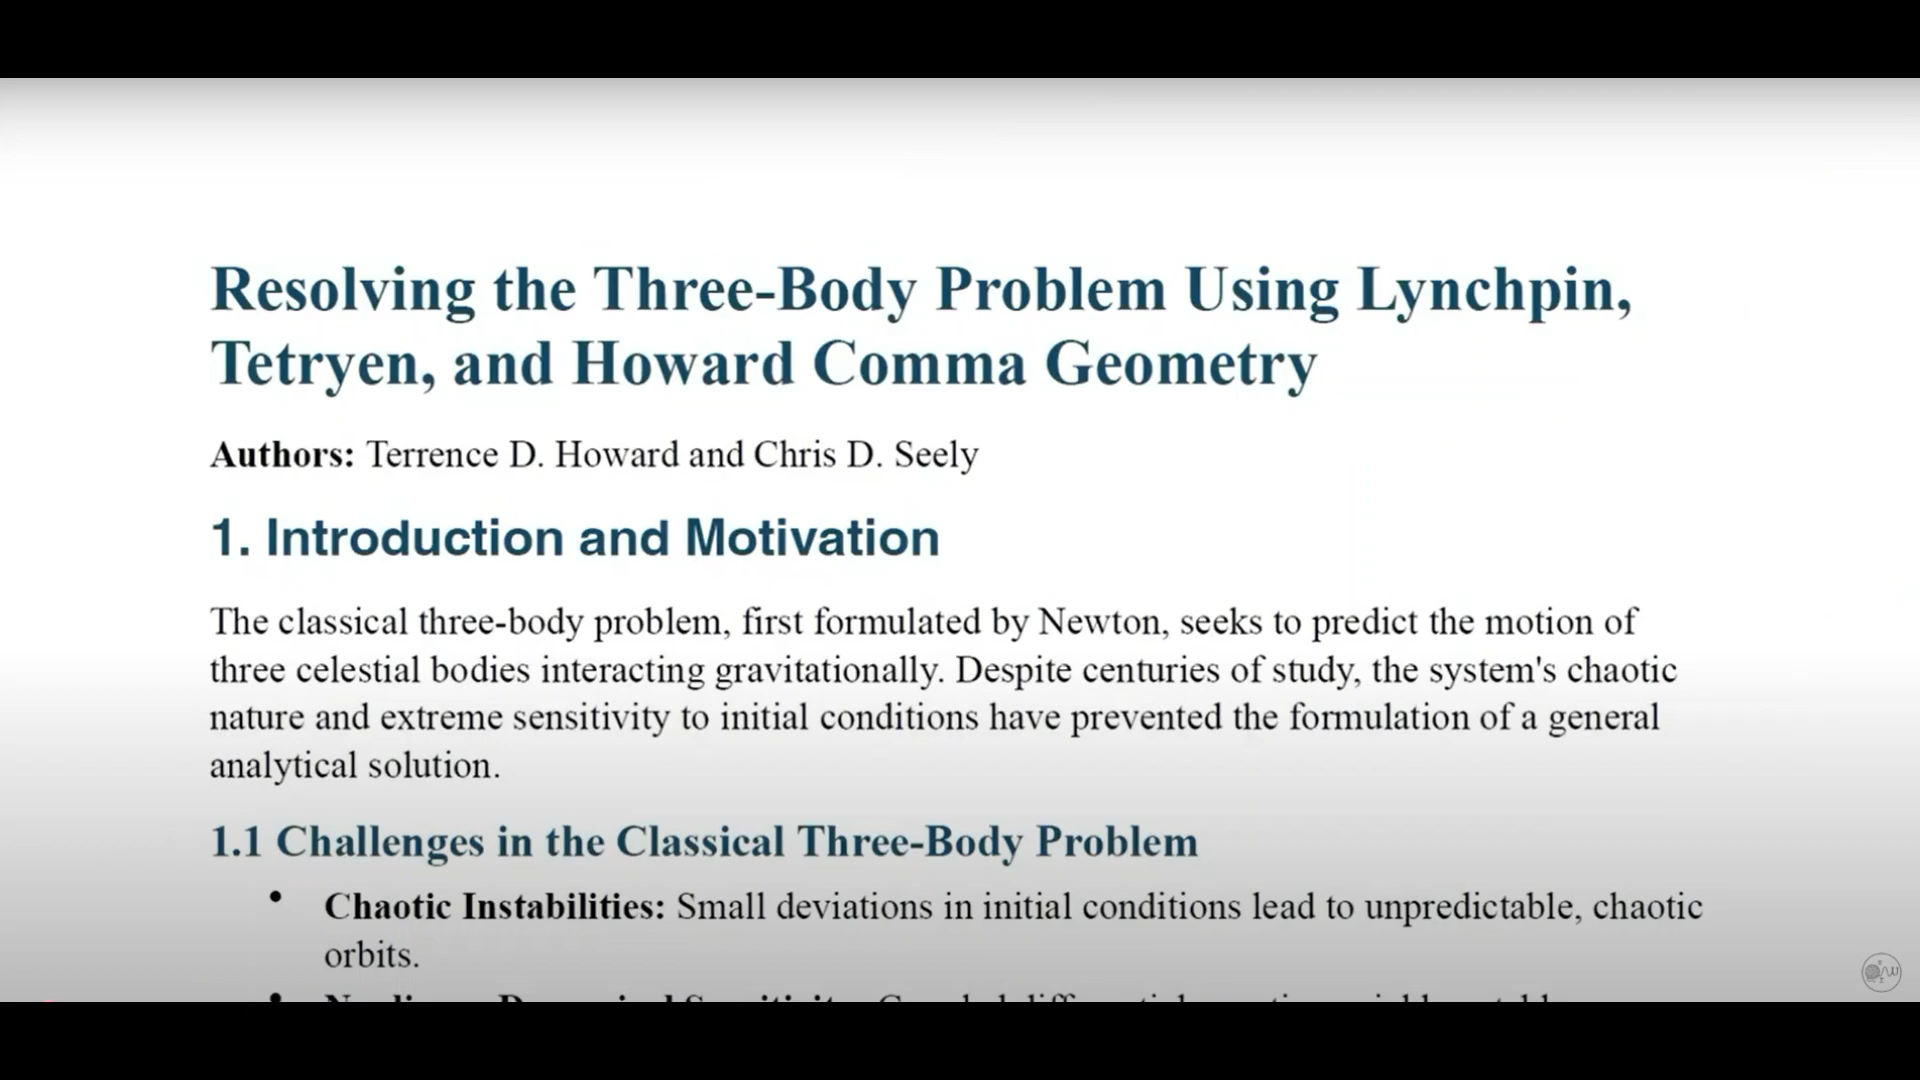 Resolving the Three-Body Problem Using Lynchpin,
Tetryen, and Howard Comma Geometry
Authors: Terrence D. Howard and Chris D. Seely
1. Introduction and Motivation
The classical three-body problem, first formulated by Newton, seeks to predict the motion of
three celestial bodies interacting gravitationally. Despite centuries of study, the system's chaotic
nature and extreme sensitivity to initial conditions have prevented the formulation of a general
analytical solution.
1.1 Challenges in the Classical Three-Body Problem
• Chaotic Instabilities: Small deviations in initial conditions lead to unpredictable, chaotic
orbits.